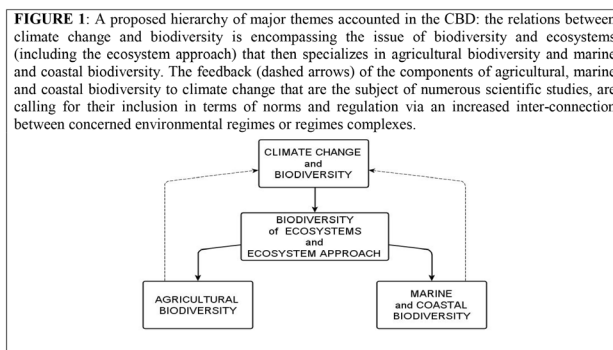 FIGURE 1: A proposed hierarchy of major themes accounted in the CBD: the relations between
climate change and biodiversity is encompassing the issue of biodiversity and ecosystems
(including the ecosystem approach) that then specializes in agricultural biodiversity and marine
and coastal biodiversity. The feedback (dashed arrows) of the components of agricultural, marine
and coastal biodiversity to climate change that are the subject of numerous scientific studies, are
calling for their inclusion in terms of norms and regulation via an increased inter-connection
between concerned environmental regimes or regimes complexes.
CLIMATE CHANGE
and
BIODIVERSITY
BIODIVERSITY
of ECOSYSTEMS
and
ECOSYSTEM APPROACH
AGRICULTURAL
BIODIVERSITY
MARINE
and COASTAL
BIODIVERSITY